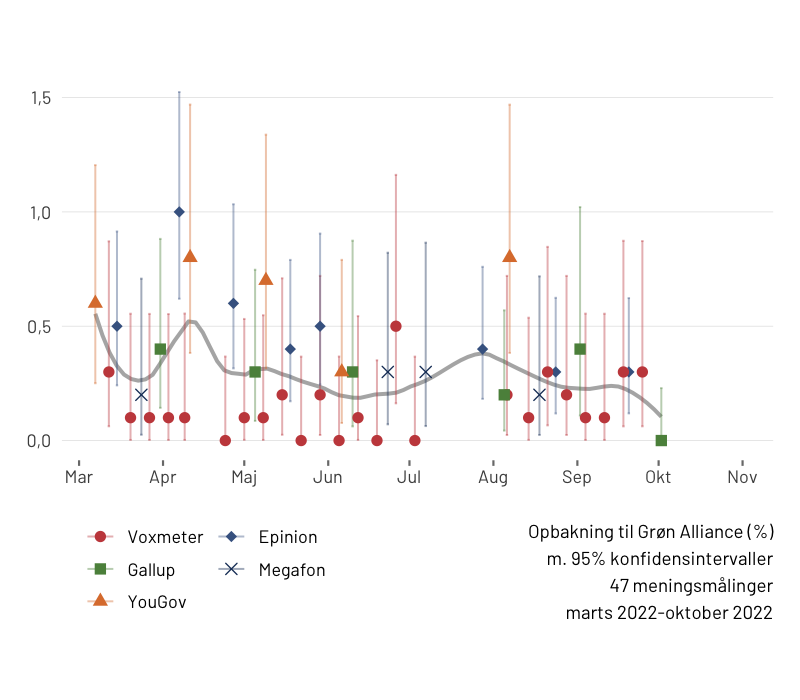 1,5
1,0
0,5
0,0
Mar Apr Maj Jun Jul Aug Sep Okt Nov
Voxmeter Epinion
Gallup Megafon
YouGov
Opbakning til Grøn Alliance (%)
m. 95% konfidensintervaller
47 meningsmålinger
marts 2022-oktober 2022